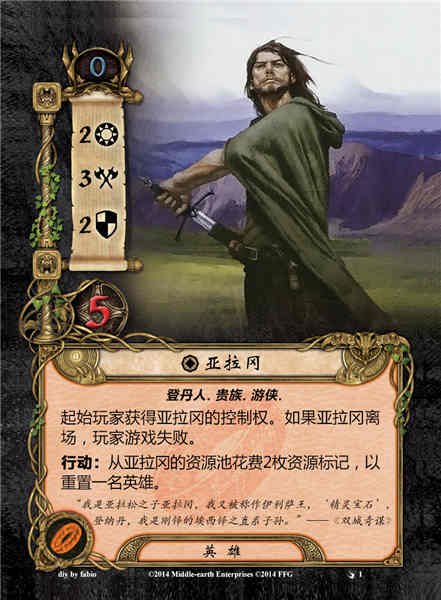 0
2
3
2
5
亚拉冈
登丹人. 贵族. 游侠.
起始玩家获得亚拉冈的控制权。如果亚拉冈离
场，玩家游戏失败。
行动：从亚拉冈的资源池花费2枚资源标记，以
重置一名英雄。
“我是亚拉松之子亚拉冈，我又被称作伊利萨王，‘精灵宝石’，
登纳丹，我是刚铎的埃西铎之直系子孙。”——《双城奇谋》
英雄
diy by fabio ©2014 Middle-earth Enterprises ©2014 FFG 1